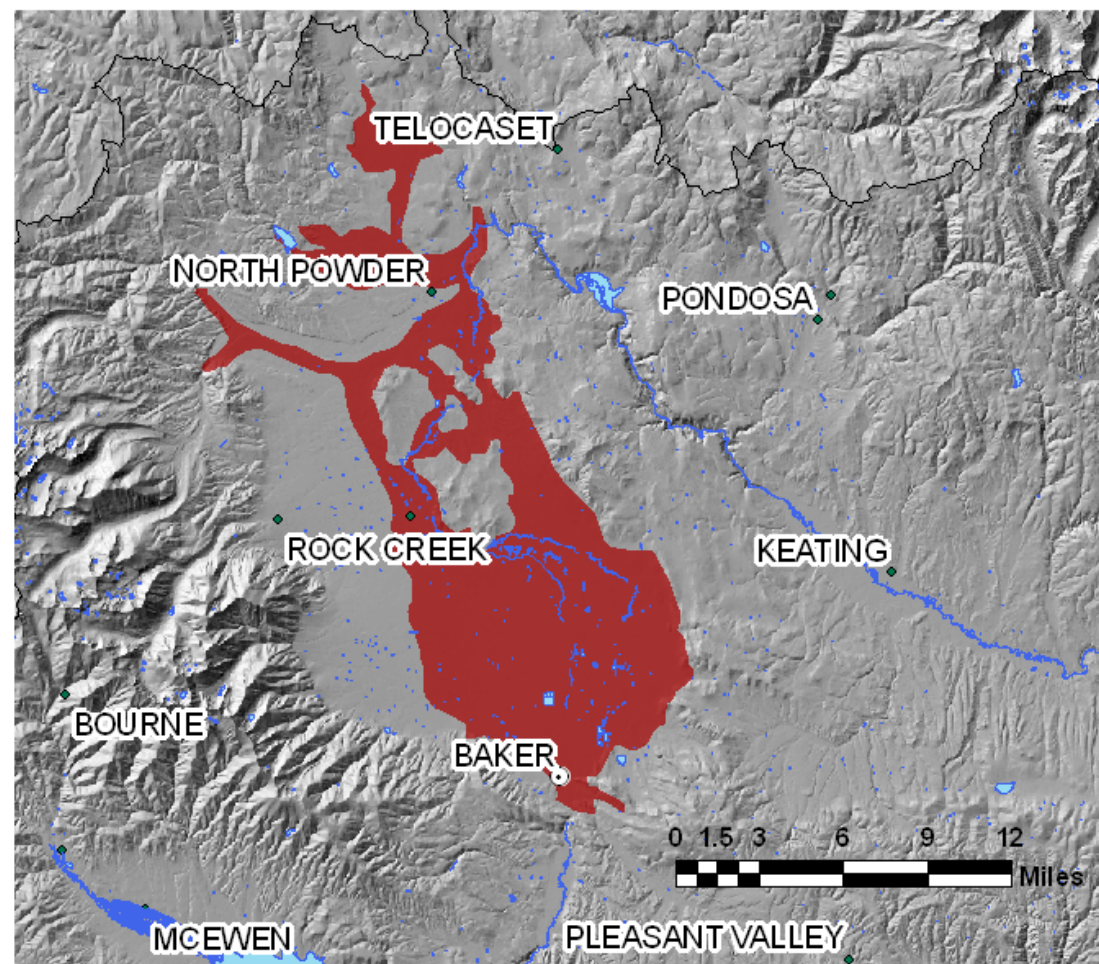 TELOCASET
NORTH POWDER
PONDOSA
ROCK CREEK
KEATING
BOURNE
BAKER
0 1.5 3 6 9 12
Miles
MCEWEN
PLEASANT VALLEY